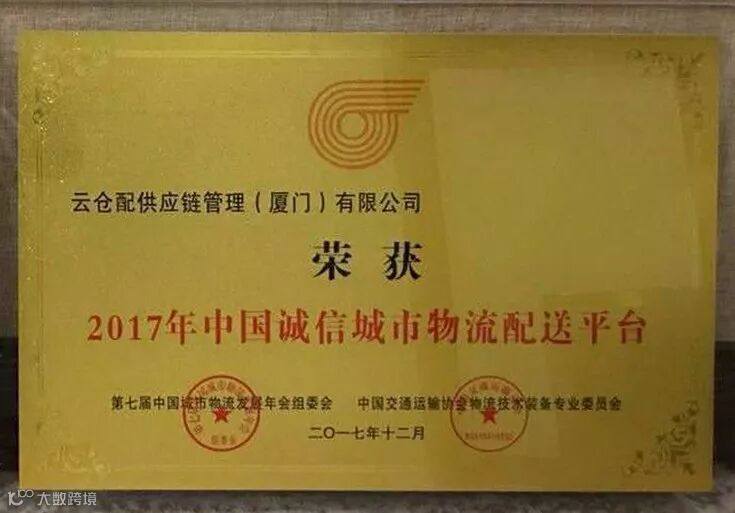 云仓配供应链管理（厦门）有限公司
荣获
2017年中国诚信城市物流配送平台
第七届中国城市物流发展年会组委会 中国交通运输协会物流技术装备专业委员会
二〇一七年十二月
大数跨境